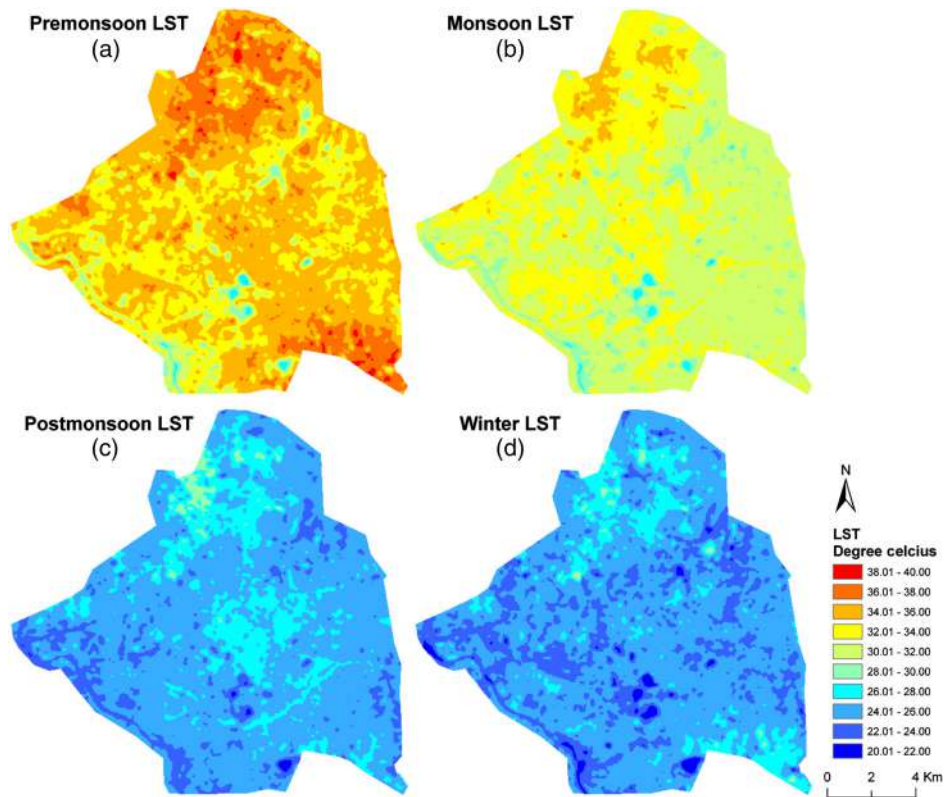 Premonsoon LST
(a)
Monsoon LST
(b)
Postmonsoon LST
(c)
Winter LST
(d)
N
LST
Degree celcius
38.01 - 40.00
36.01 - 38.00
34.01 - 36.00
32.01 - 34.00
30.01 - 32.00
28.01 - 30.00
26.01 - 28.00
24.01 - 26.00
22.01 - 24.00
20.01 - 22.00
0 2 4 Km